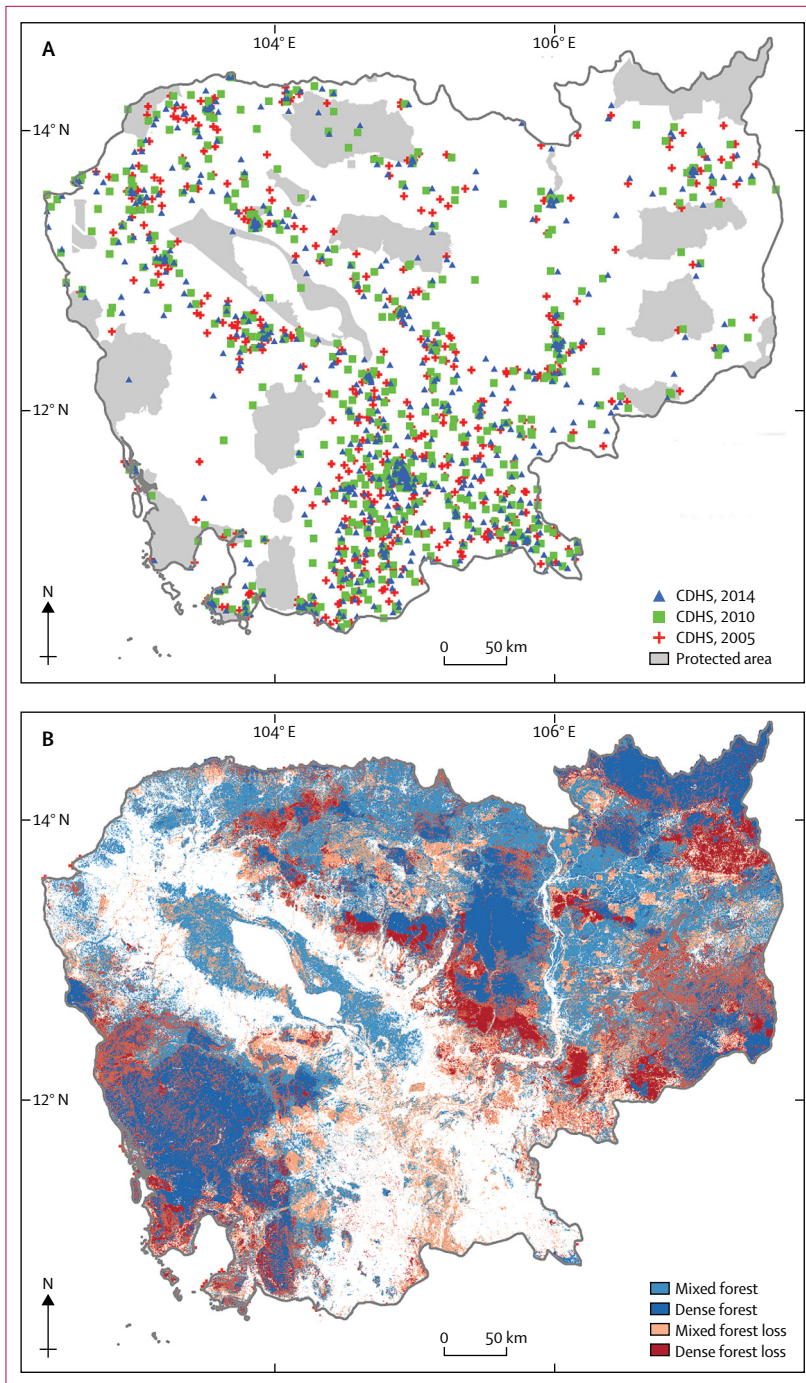 A
104° E
106° E
14° N
12° N
N
0 50 km
CDHS, 2014
CDHS, 2010
CDHS, 2005
Protected area
B
104° E
106° E
14° N
12° N
N
0 50 km
Mixed forest
Dense forest
Mixed forest loss
Dense forest loss